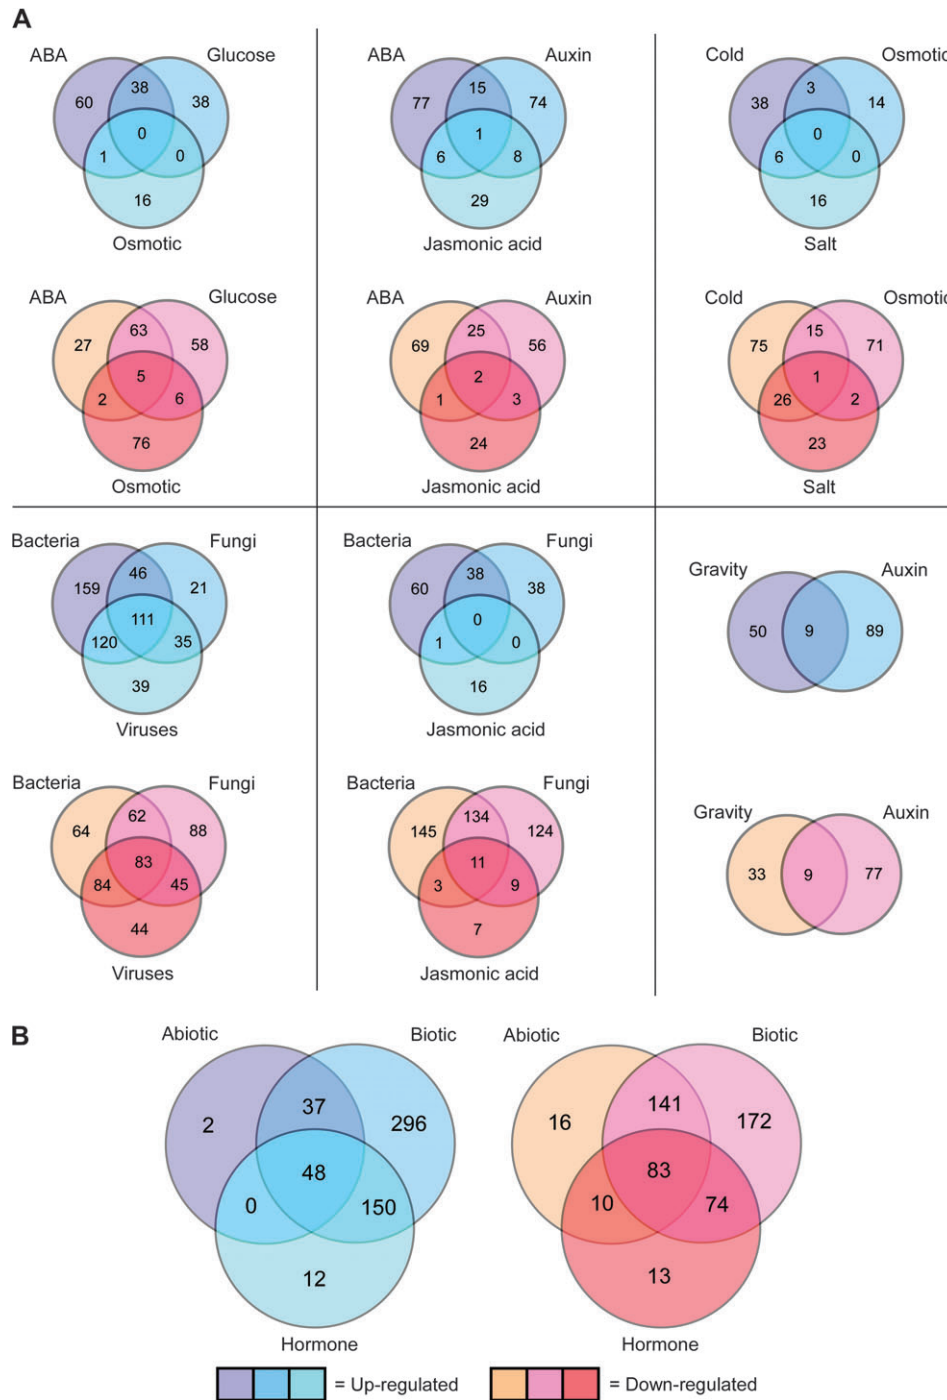 A
ABA Glucose
60 38 38
0
1 0
16
Osmotic
ABA Auxin
77 15 74
1
6 8
29
Jasmonic acid
Cold Osmotic
38 3 14
0
6 0
16
Salt
ABA Glucose
27 63 58
5
2 6
76
Osmotic
ABA Auxin
69 25 56
2
1 3
24
Jasmonic acid
Cold Osmotic
75 15 71
1
26 2
23
Salt
Bacteria Fungi
159 46 21
111
120 35
39
Viruses
Bacteria Fungi
60 38 38
0
1 0
16
Jasmonic acid
Gravity Auxin
50 9 89
Bacteria Fungi
64 62 88
83
84 45
44
Viruses
Bacteria Fungi
145 134 124
11
3 9
7
Jasmonic acid
Gravity Auxin
33 9 77
B
Abiotic Biotic
2 37 296
48
0 150
12
Hormone
Abiotic Biotic
16 141 172
83
10 74
13
Hormone
= Up-regulated
= Down-regulated